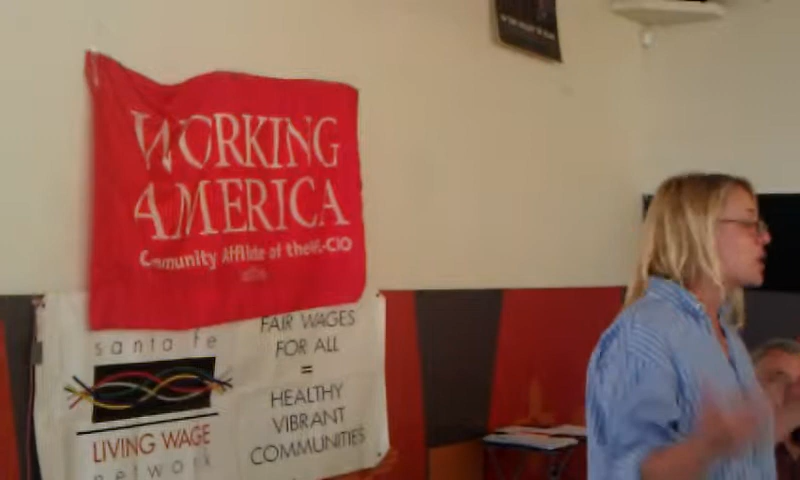 WORKING
AMERICA
Community Affiliate of the AFL-CIO
santa fe
LIVING WAGE
network
FAIR WAGES
FOR ALL
=
HEALTHY
VIBRANT
COMMUNITIES